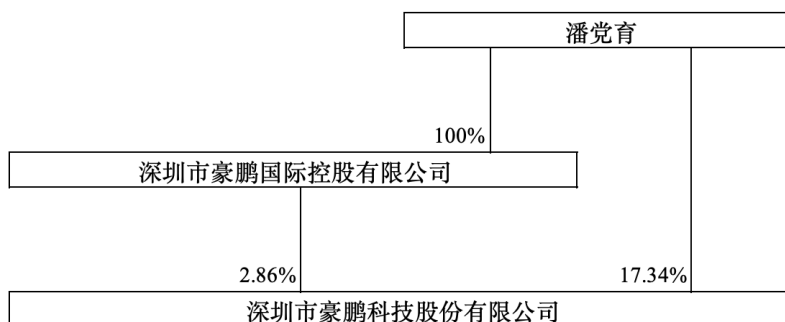 潘党育
100%
深圳市豪鹏国际控股有限公司
2.86%
17.34%
深圳市豪鹏科技股份有限公司